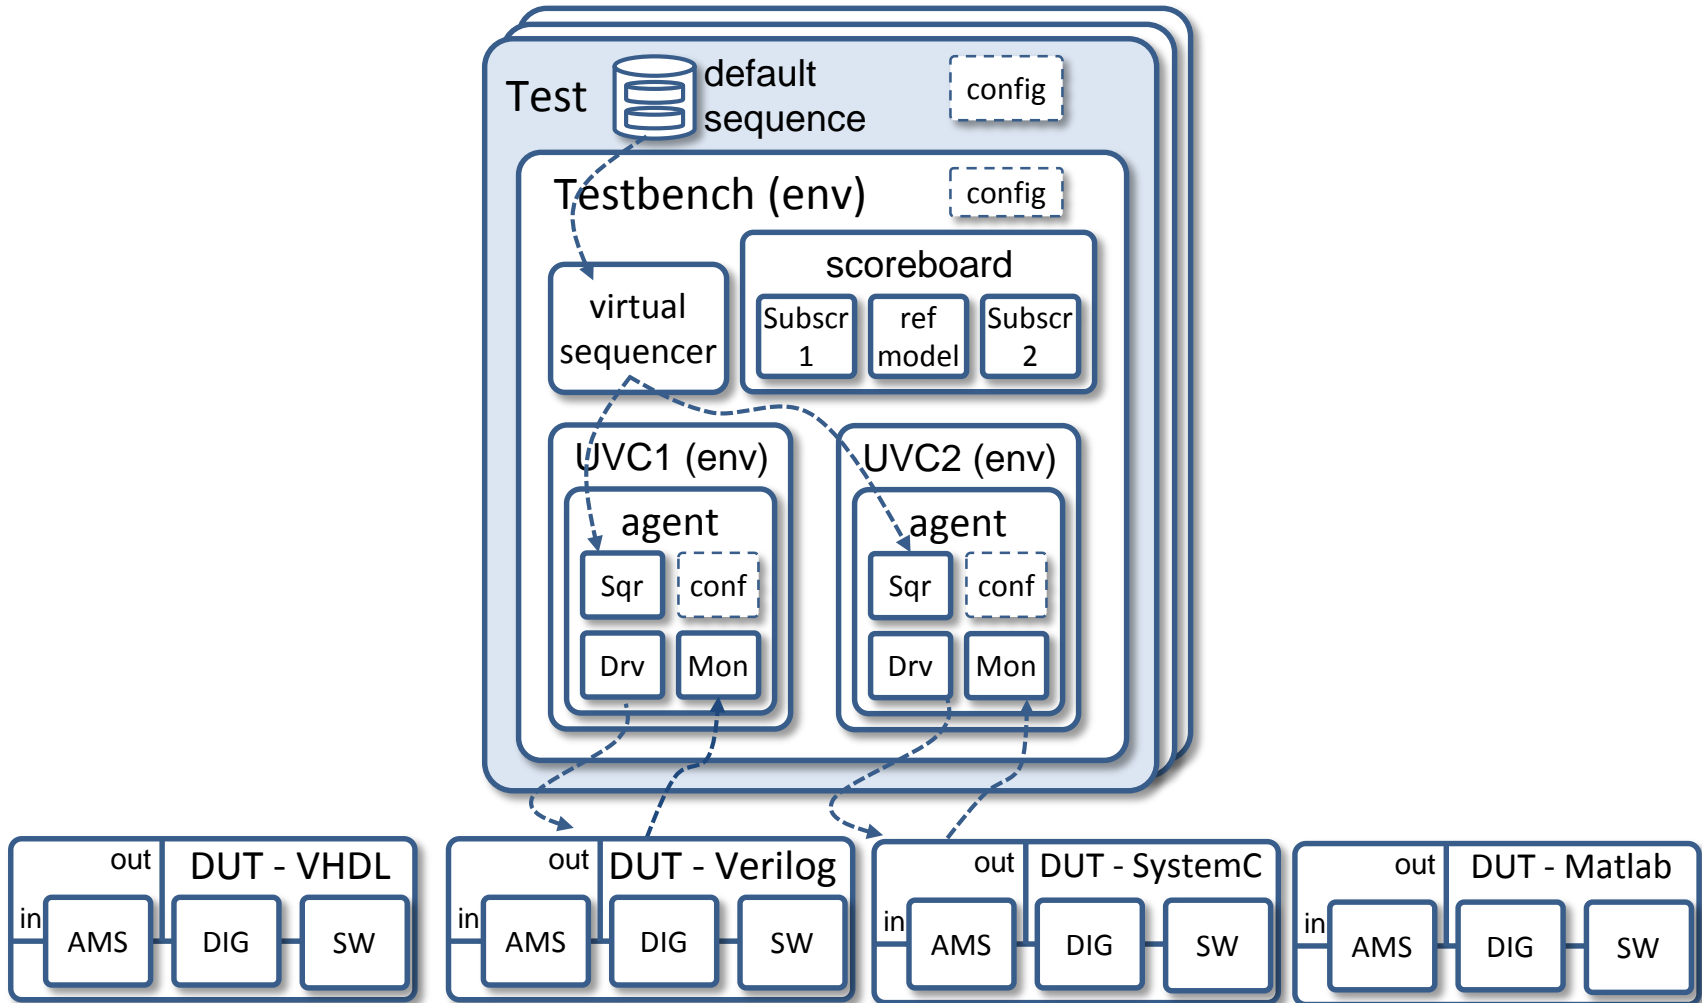 Test
default
sequence
config
Testbench (env)
config
virtual
sequencer
scoreboard
Subscr
1
ref
model
Subscr
2
UVC1 (env)
agent
Sqr
conf
Drv
Mon
UVC2 (env)
agent
Sqr
conf
Drv
Mon
out
DUT - VHDL
in
AMS
DIG
SW
out
DUT - Verilog
in
AMS
DIG
SW
out
DUT - SystemC
in
AMS
DIG
SW
out
DUT - Matlab
in
AMS
DIG
SW